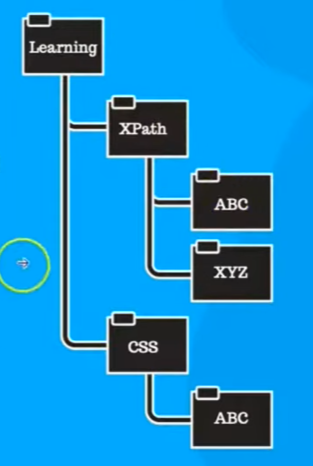 Learning
XPath
ABC
XYZ
CSS
ABC